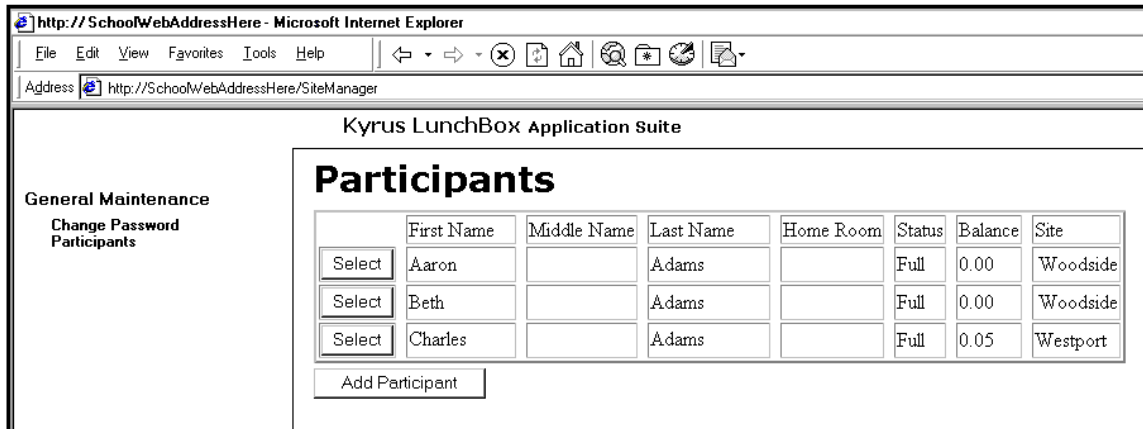 http://SchoolWebAddressHere - Microsoft Internet Explorer
File Edit View Favorites Tools Help
Address http://SchoolWebAddressHere/SiteManager
Kyrus LunchBox Application Suite
General Maintenance
Change Password
Participants
Participants
First Name Middle Name Last Name Home Room Status Balance Site
Select Aaron Adams Full 0.00 Woodside
Select Beth Adams Full 0.00 Woodside
Select Charles Adams Full 0.05 Westport
Add Participant